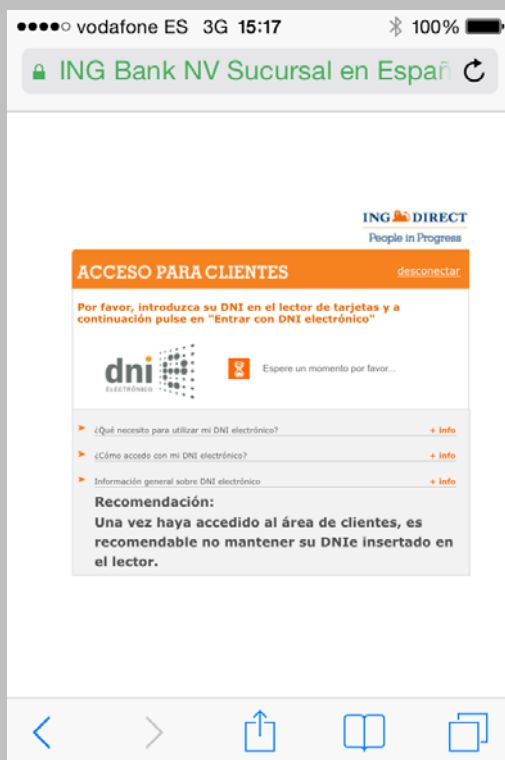 vodafone ES 3G 15:17 100%
ING Bank NV Sucursal en Españ
ING DIRECT
People in Progress
ACCESO PARA CLIENTES desconectar
Por favor, introduzca su DNI en el lector de tarjetas y a
continuación pulse en "Entrar con DNI electrónico"
dni
ELECTRÓNICO
Espere un momento por favor...
¿Qué necesito para utilizar mi DNI electrónico? + info
¿Cómo accedo con mi DNI electrónico? + info
Información general sobre DNI electrónico + info
Recomendación:
Una vez haya accedido al área de clientes, es
recomendable no mantener su DNIe insertado en
el lector.